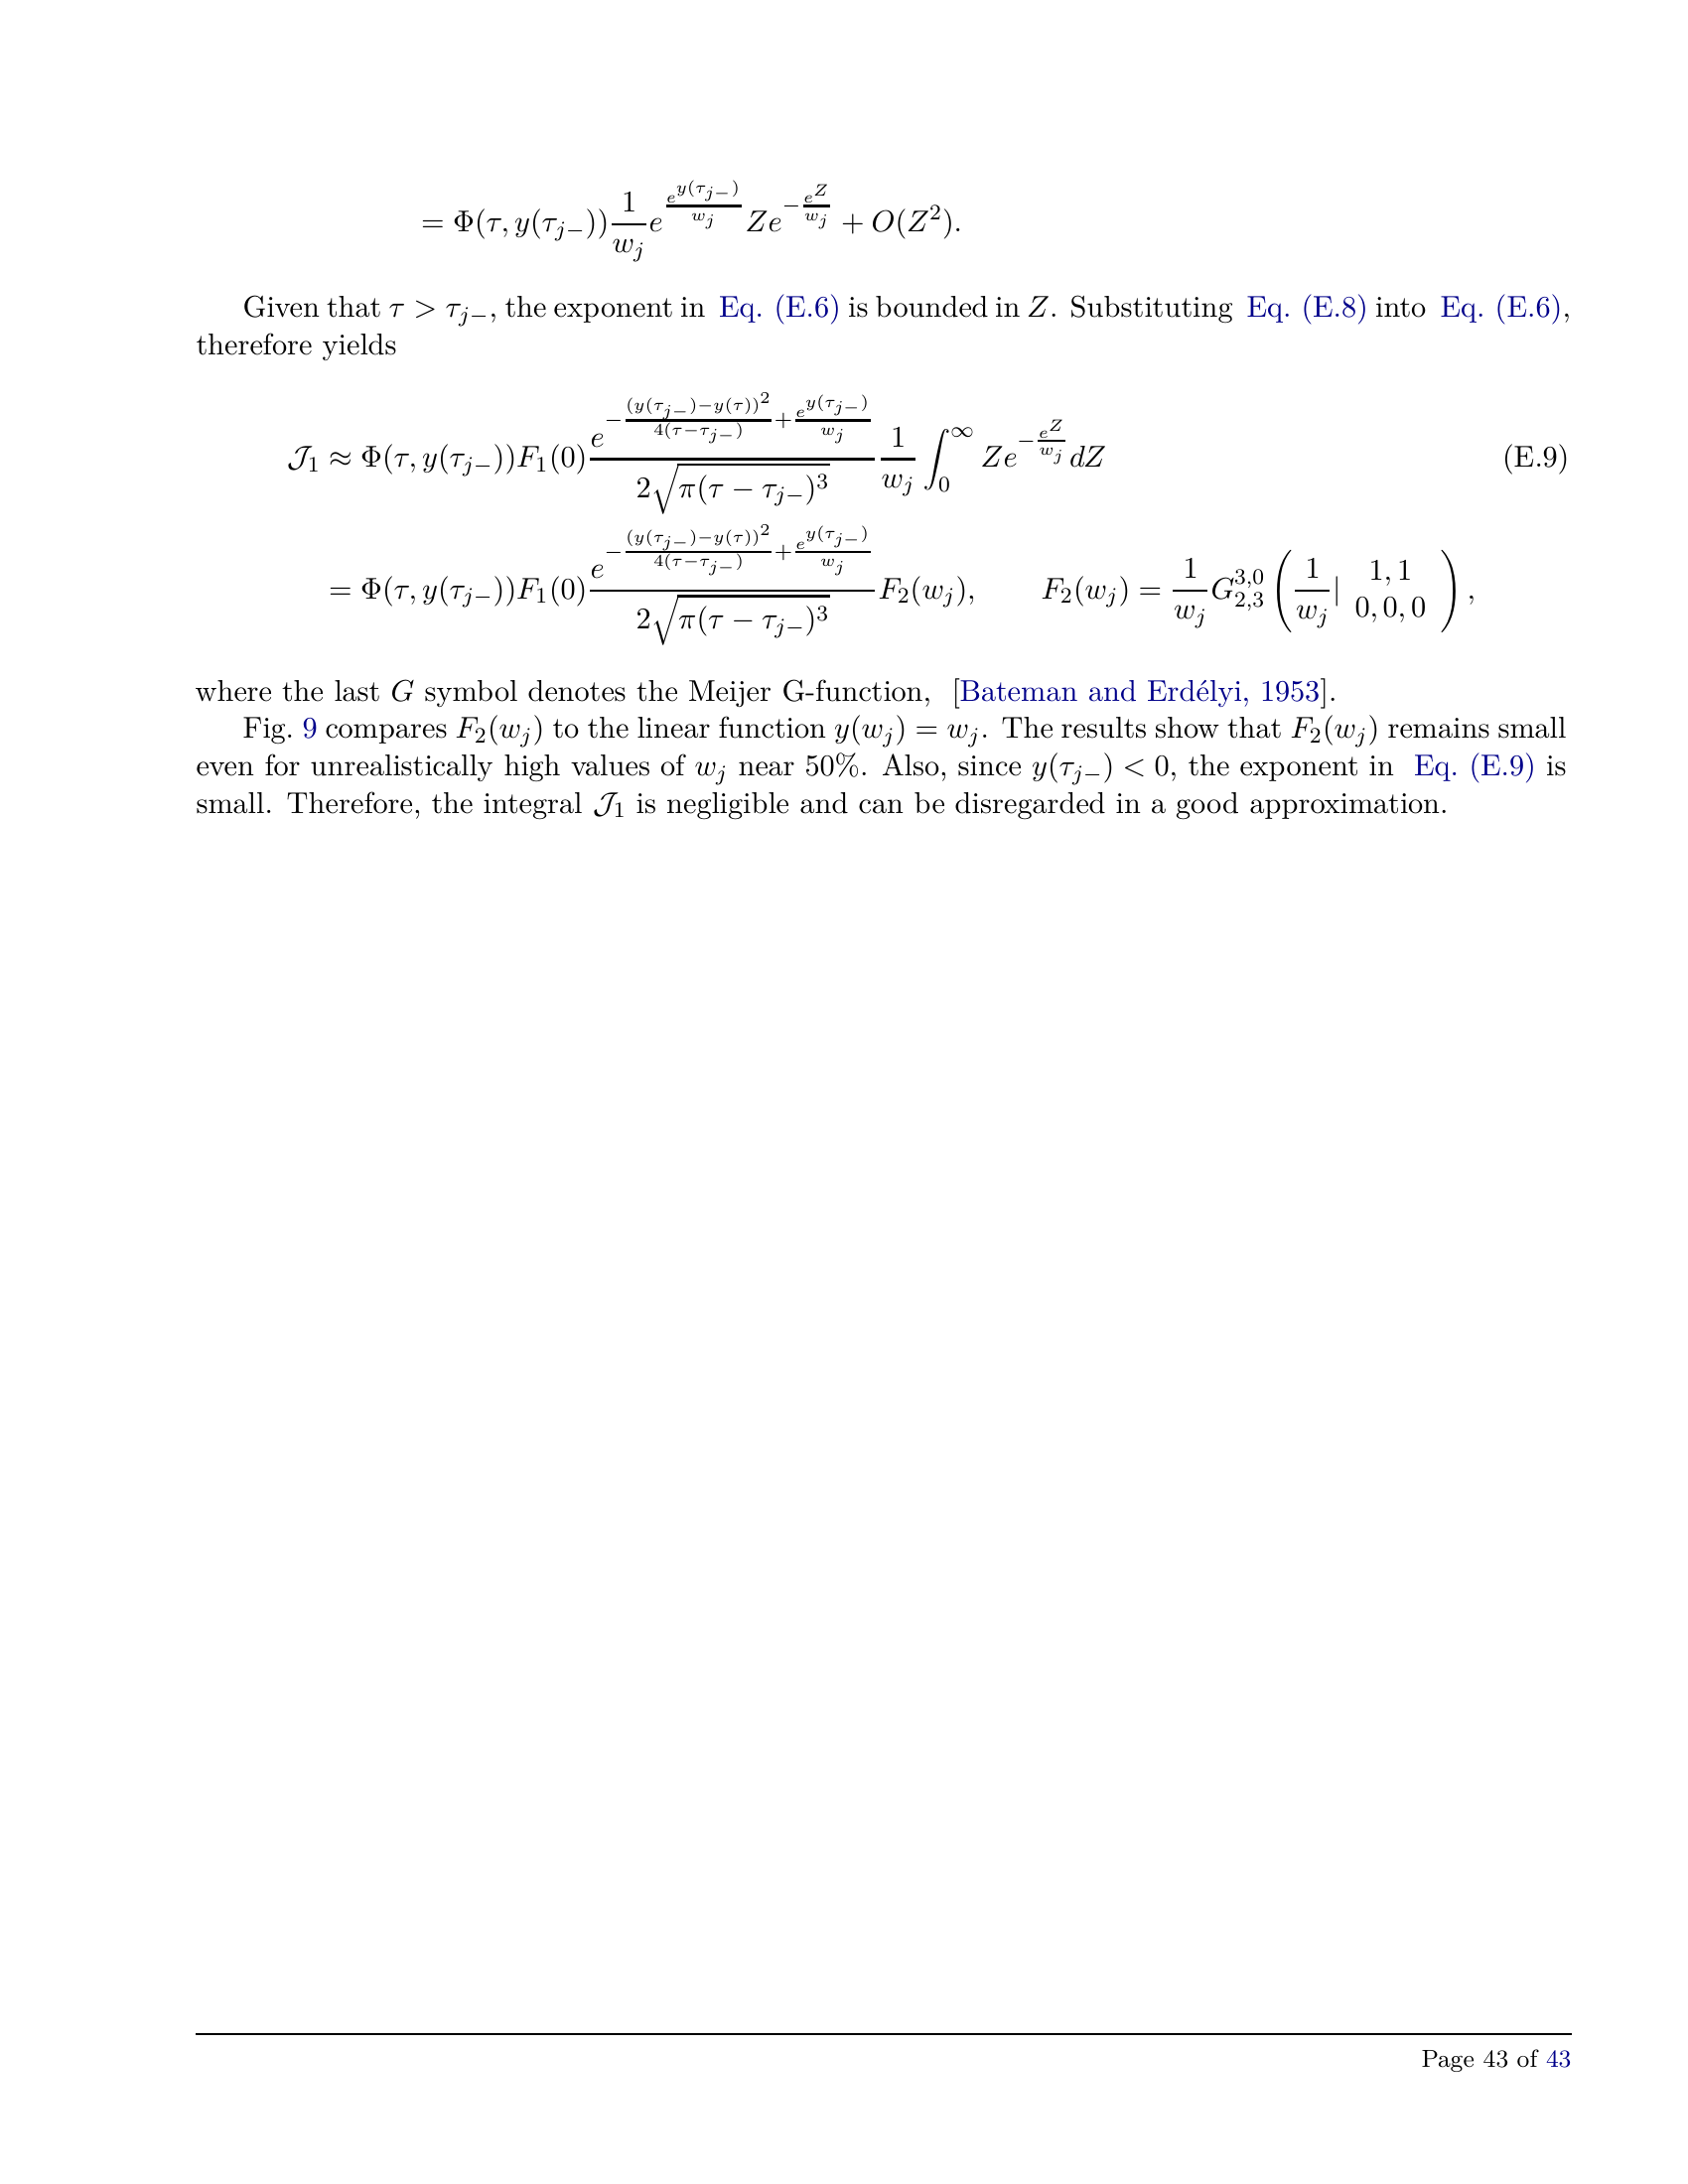 $= \Phi(\tau, y(\tau_{j-})) \frac{1}{w_j} e^{\frac{e^{y(\tau_{j-})}}{w_j}} Z e^{-\frac{e^Z}{w_j}} + O(Z^2).$
Given that $\tau > \tau_{j-}$, the exponent in Eq. (E.6) is bounded in $Z$. Substituting Eq. (E.8) into Eq. (E.6),
therefore yields
$\mathcal{J}_1 \approx \Phi(\tau, y(\tau_{j-})) F_1(0) \frac{e^{-\frac{(y(\tau_{j-})-y(\tau))^2}{4(\tau-\tau_{j-})}+\frac{e^{y(\tau_{j-})}}{w_j}}}{2\sqrt{\pi(\tau-\tau_{j-})^3}} \frac{1}{w_j} \int_0^\infty Z e^{-\frac{e^Z}{w_j}} dZ$ (E.9)
$= \Phi(\tau, y(\tau_{j-})) F_1(0) \frac{e^{-\frac{(y(\tau_{j-})-y(\tau))^2}{4(\tau-\tau_{j-})}+\frac{e^{y(\tau_{j-})}}{w_j}}}{2\sqrt{\pi(\tau-\tau_{j-})^3}} F_2(w_j), \qquad F_2(w_j) = \frac{1}{w_j} G_{2,3}^{3,0} \left( \frac{1}{w_j} | \begin{array}{c} 1,1 \\ 0,0,0 \end{array} \right),$
where the last $G$ symbol denotes the Meijer G-function, [Bateman and Erdélyi, 1953].
Fig. 9 compares $F_2(w_j)$ to the linear function $y(w_j) = w_j$. The results show that $F_2(w_j)$ remains small
even for unrealistically high values of $w_j$ near 50%. Also, since $y(\tau_{j-}) < 0$, the exponent in Eq. (E.9) is
small. Therefore, the integral $\mathcal{J}_1$ is negligible and can be disregarded in a good approximation.
Page 43 of 43